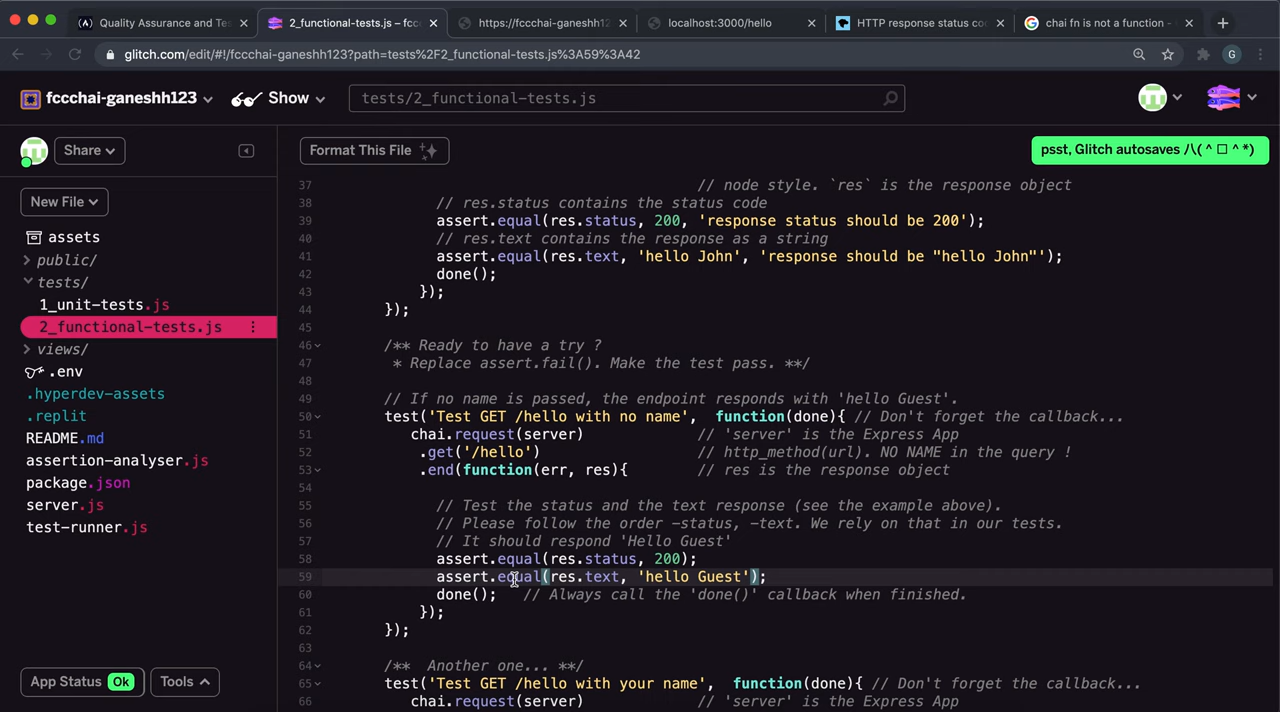 Quality Assurance and Tes
2_functional-tests.js – fcc
https://fccchai-ganeshh12
localhost:3000/hello
HTTP response status co
chai fn is not a function -
glitch.com/edit/#!/fccchai-ganeshh123?path=tests%2F2_functional-tests.js%3A59%3A42
G
fccchai-ganeshh123
Show
tests/2_functional-tests.js
Share
Format This File
psst, Glitch autosaves /\( ^ □ ^ *)
New File
assets
public/
tests/
1_unit-tests.js
2_functional-tests.js
views/
.env
.hyperdev-assets
.replit
README.md
assertion-analyser.js
package.json
server.js
test-runner.js
App Status Ok
Tools
37 // node style. `res` is the response object
38 // res.status contains the status code
39 assert.equal(res.status, 200, 'response status should be 200');
40 // res.text contains the response as a string
41 assert.equal(res.text, 'hello John', 'response should be "hello John"');
42 done();
43 });
44 });
45
46 /** Ready to have a try ?
47 * Replace assert.fail(). Make the test pass. **/
48
49 // If no name is passed, the endpoint responds with 'hello Guest'.
50 test('Test GET /hello with no name', function(done){ // Don't forget the callback...
51 chai.request(server) // 'server' is the Express App
52 .get('/hello') // http_method(url). NO NAME in the query !
53 .end(function(err, res){ // res is the response object
54
55 // Test the status and the text response (see the example above).
56 // Please follow the order -status, -text. We rely on that in our tests.
57 // It should respond 'Hello Guest'
58 assert.equal(res.status, 200);
59 assert.equal(res.text, 'hello Guest');
60 done(); // Always call the 'done()' callback when finished.
61 });
62 });
63
64 /** Another one... **/
65 test('Test GET /hello with your name', function(done){ // Don't forget the callback...
66 chai.request(server) // 'server' is the Express App